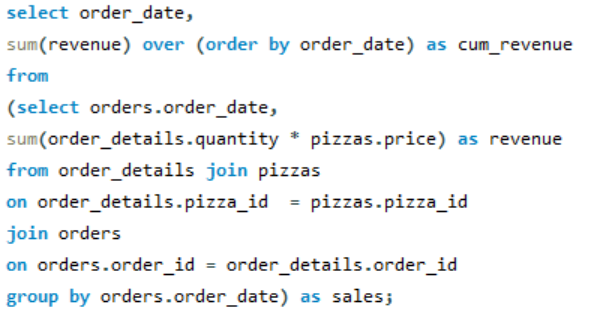 select order_date,
sum(revenue) over (order by order_date) as cum_revenue
from
(select orders.order_date,
sum(order_details.quantity * pizzas.price) as revenue
from order_details join pizzas
on order_details.pizza_id  = pizzas.pizza_id
join orders
on orders.order_id = order_details.order_id
group by orders.order_date) as sales;